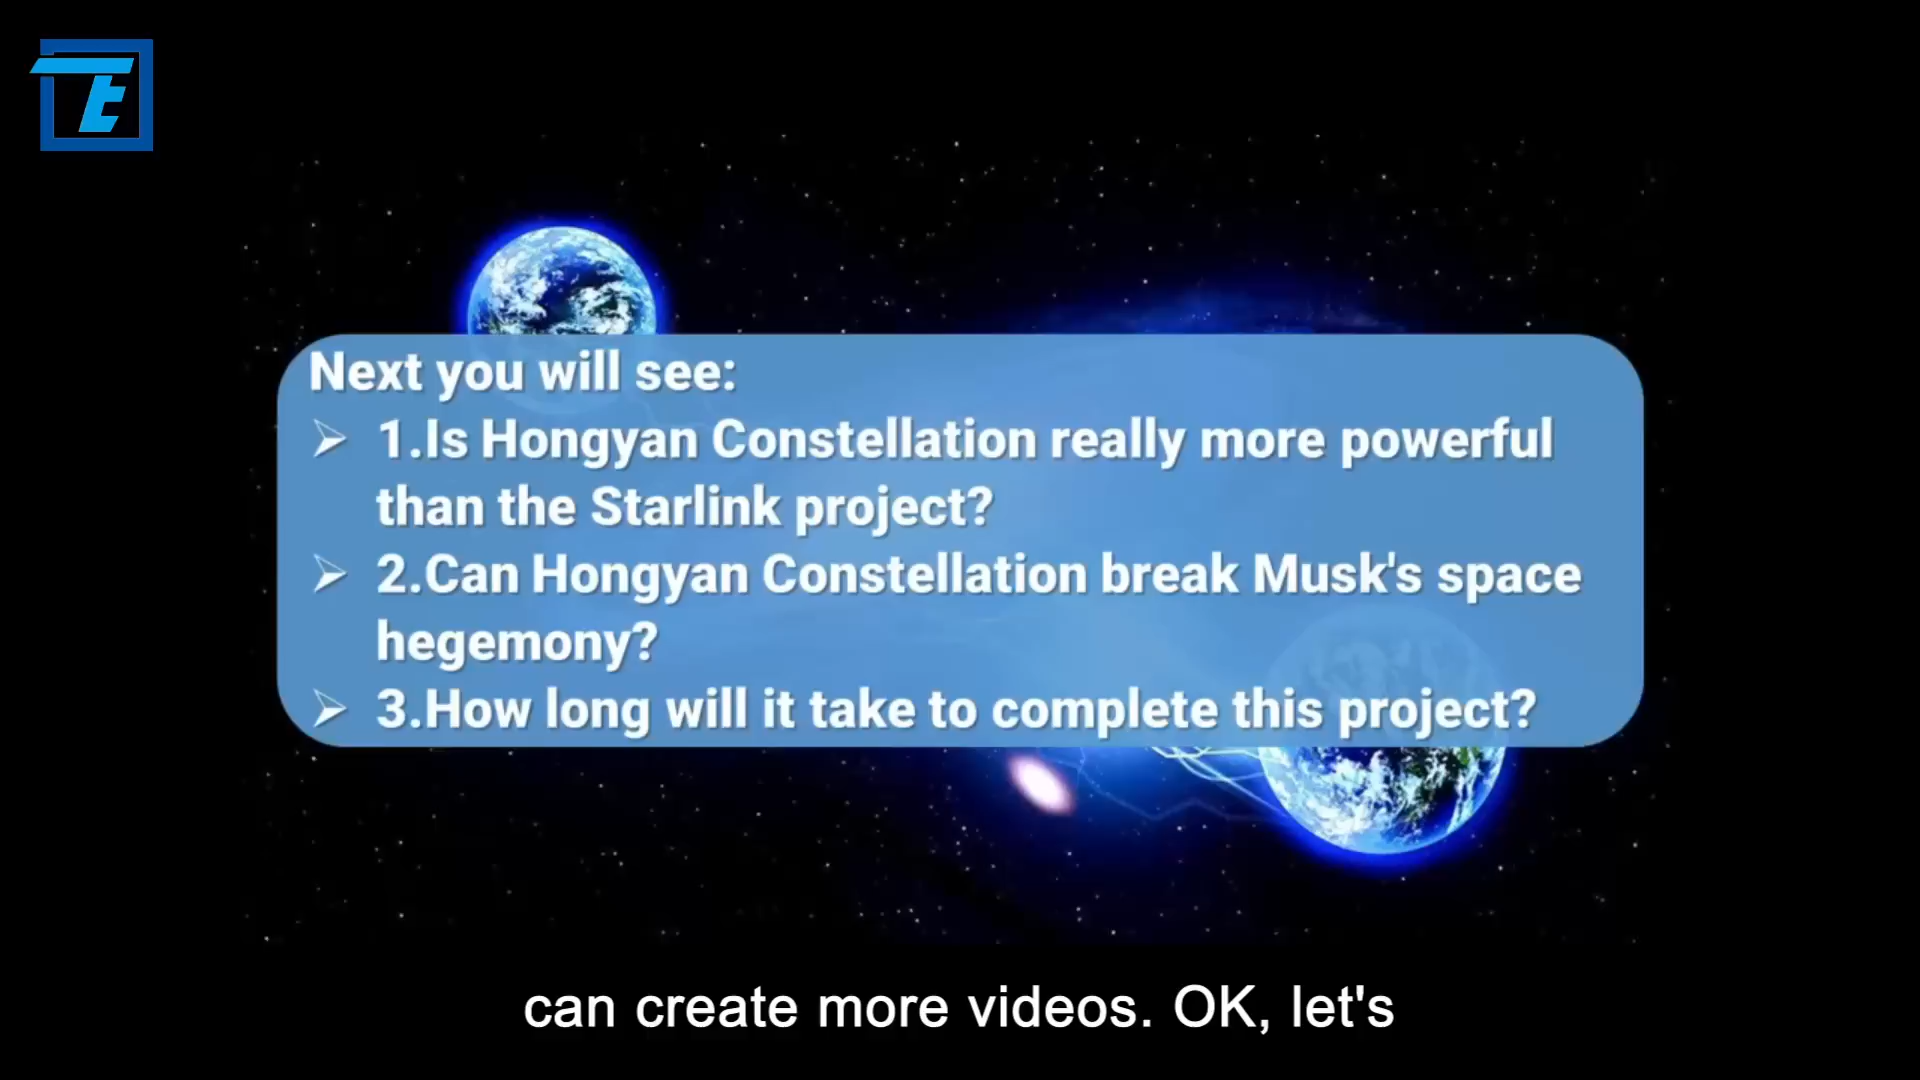 TE
Next you will see:
➢ 1.Is Hongyan Constellation really more powerful
than the Starlink project?
➢ 2.Can Hongyan Constellation break Musk's space
hegemony?
➢ 3.How long will it take to complete this project?
can create more videos. OK, let's